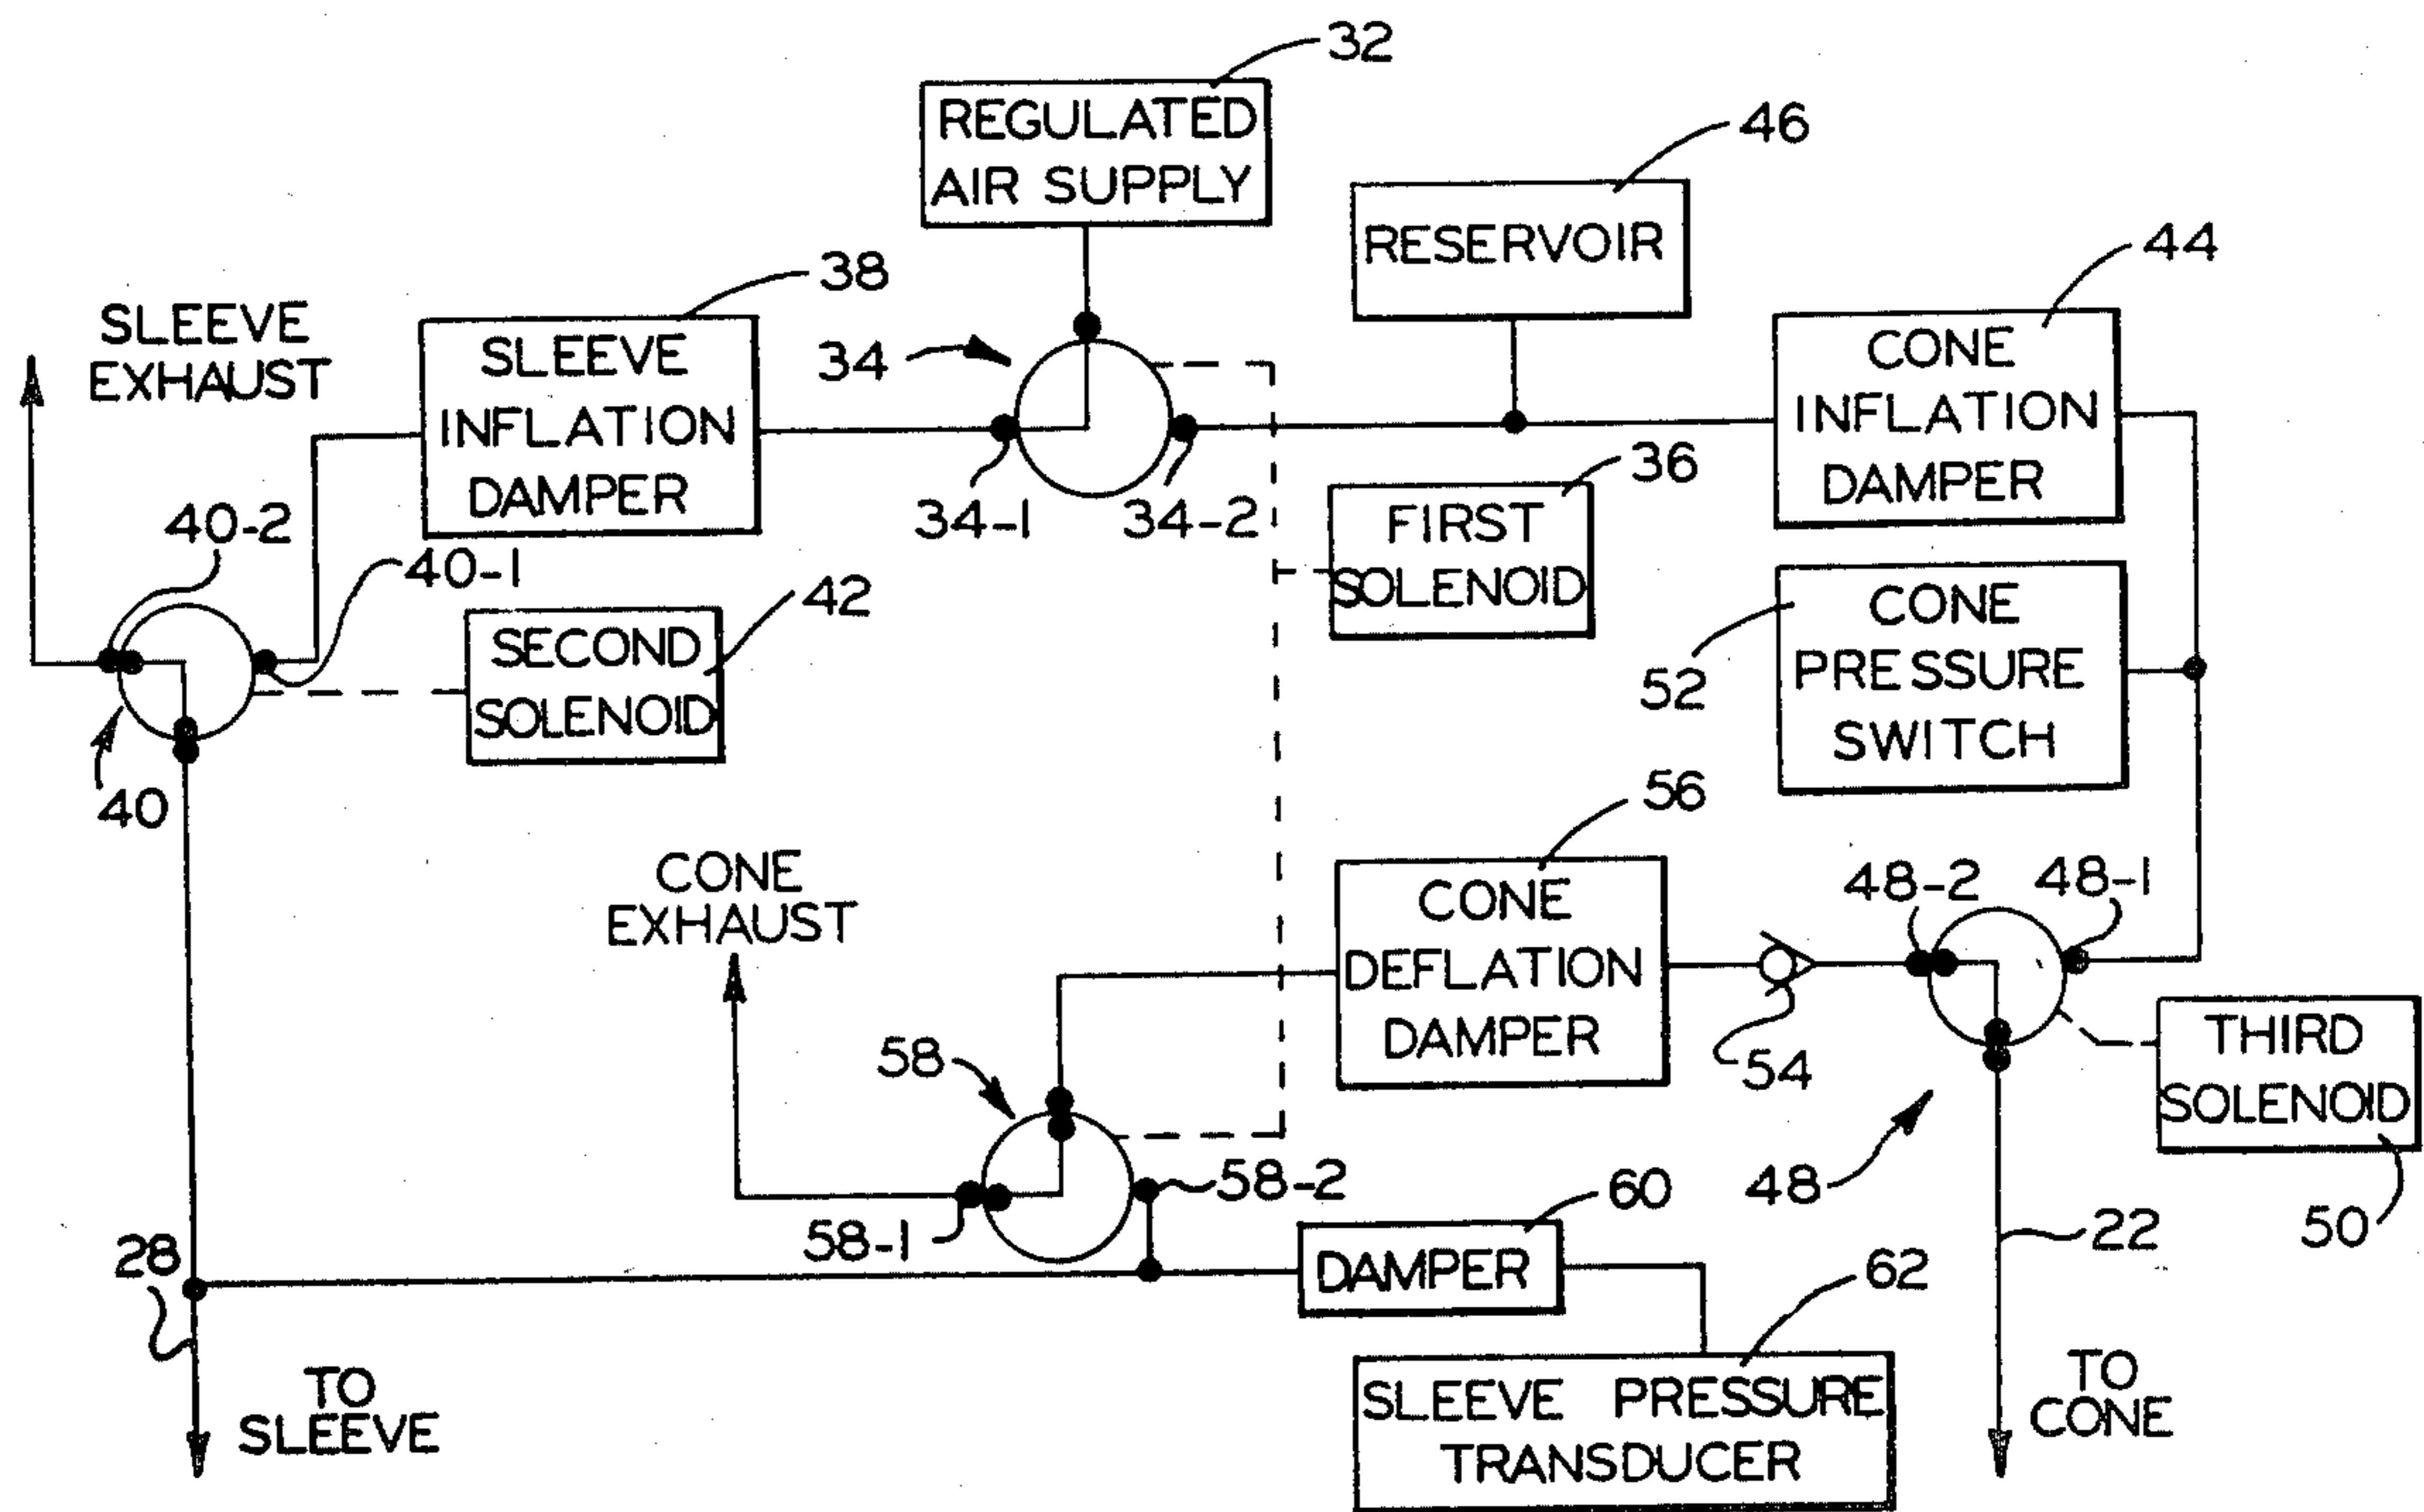 32
REGULATED
AIR SUPPLY
46
RESERVOIR
44
38
SLEEVE
EXHAUST
SLEEVE
INFLATION
DAMPER
34
CONE
INFLATION
DAMPER
34-1
34-2
36
FIRST
SOLENOID
40-2
40-1
42
SECOND
SOLENOID
40
52
CONE
PRESSURE
SWITCH
56
CONE
EXHAUST
CONE
DEFLATION
DAMPER
48-2
48-1
54
58
THIRD
SOLENOID
50
48
58-1
58-2
60
DAMPER
22
28
62
SLEEVE PRESSURE
TRANSDUCER
TO
SLEEVE
TO
CONE